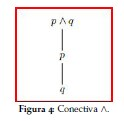 p ∧ q
p
q
Figura 4: Conectiva ∧.